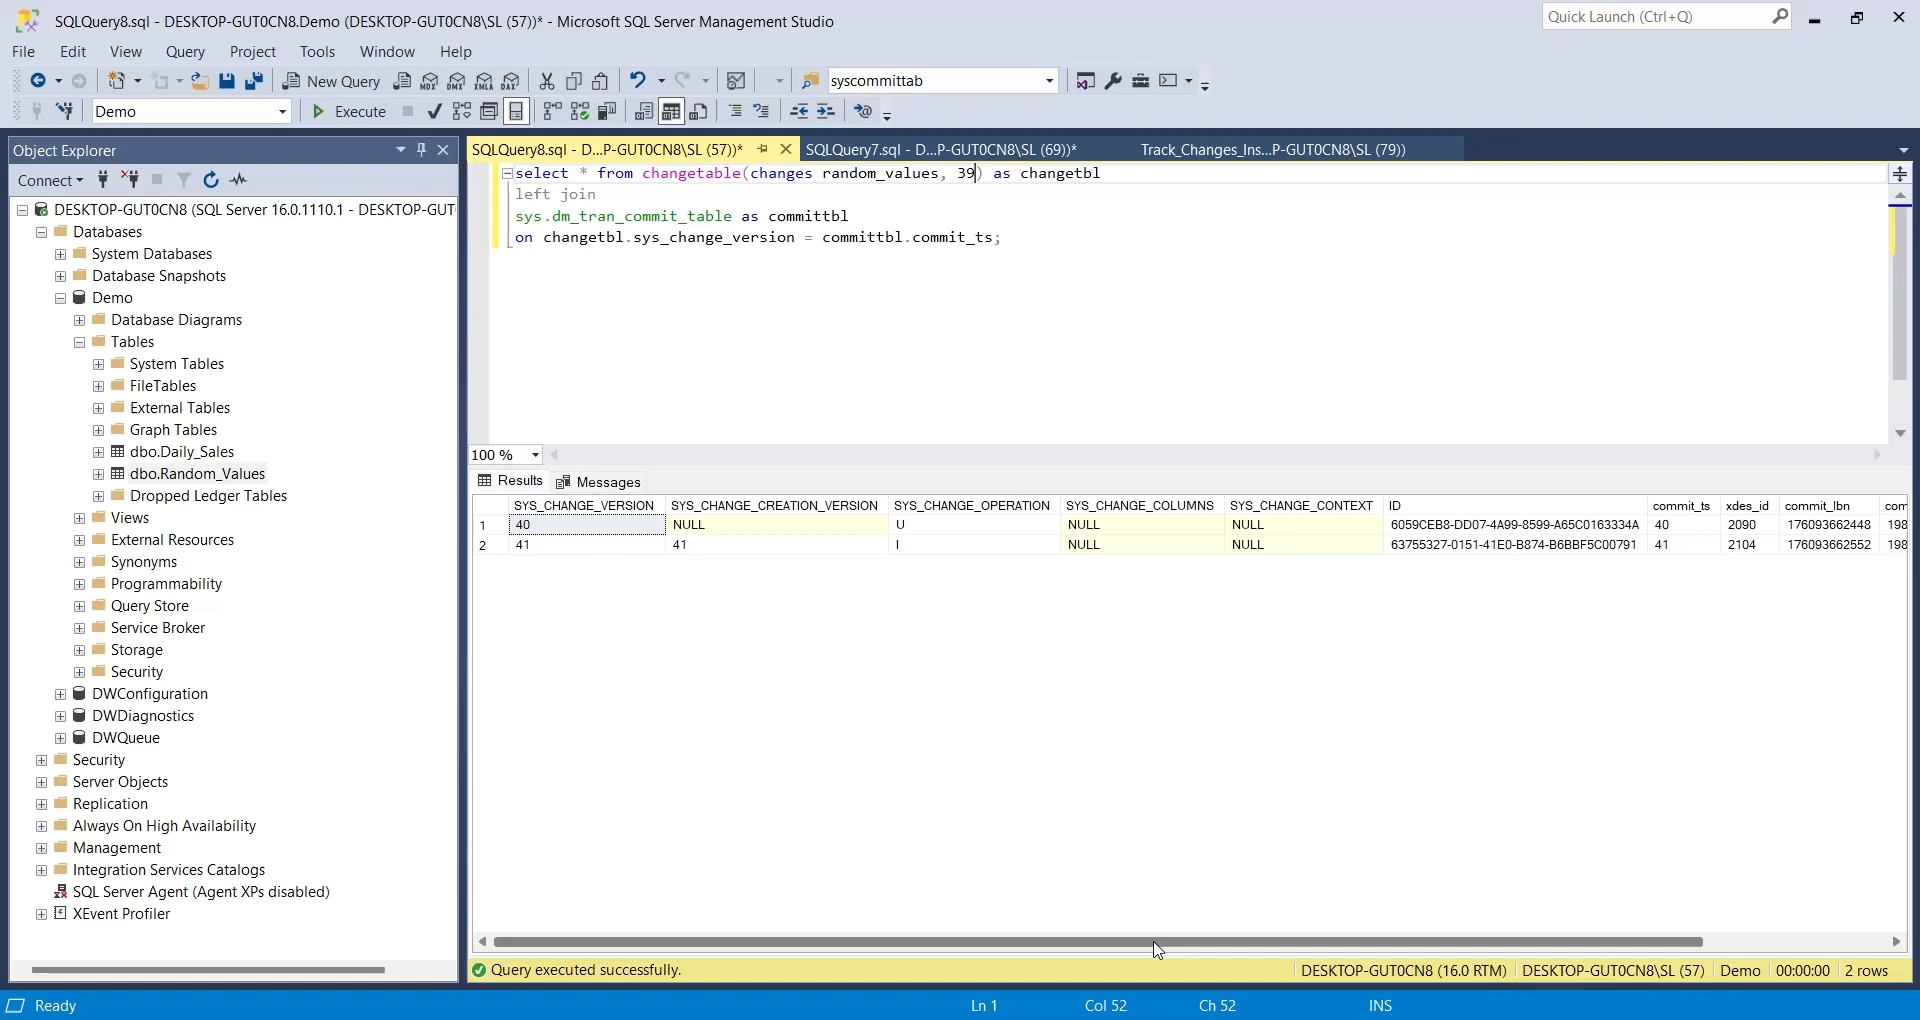 SQLQuery8.sql - DESKTOP-GUT0CN8.Demo (DESKTOP-GUT0CN8\SL (57))* - Microsoft SQL Server Management Studio
Quick Launch (Ctrl+Q)
File Edit View Query Project Tools Window Help
New Query MDX DMX XMLA DAX syscommittab
Demo Execute
Object Explorer
SQLQuery8.sql - D...P-GUT0CN8\SL (57))* SQLQuery7.sql - D...P-GUT0CN8\SL (69))* Track_Changes_Ins...P-GUT0CN8\SL (79))
Connect
DESKTOP-GUT0CN8 (SQL Server 16.0.1110.1 - DESKTOP-GUT
Databases
System Databases
Database Snapshots
Demo
Database Diagrams
Tables
System Tables
FileTables
External Tables
Graph Tables
dbo.Daily_Sales
dbo.Random_Values
Dropped Ledger Tables
Views
External Resources
Synonyms
Programmability
Query Store
Service Broker
Storage
Security
DWConfiguration
DWDiagnostics
DWQueue
Security
Server Objects
Replication
Always On High Availability
Management
Integration Services Catalogs
SQL Server Agent (Agent XPs disabled)
XEvent Profiler
select * from changetable(changes random_values, 39) as changetbl
left join
sys.dm_tran_commit_table as committbl
on changetbl.sys_change_version = committbl.commit_ts;
100 %
Results Messages
SYS_CHANGE_VERSION SYS_CHANGE_CREATION_VERSION SYS_CHANGE_OPERATION SYS_CHANGE_COLUMNS SYS_CHANGE_CONTEXT ID commit_ts xdes_id commit_lbn com
1 40 NULL U NULL NULL 6059CEB8-DD07-4A99-8599-A65C0163334A 40 2090 176093662448 198
2 41 41 I NULL NULL 63755327-0151-41E0-B874-B6BBF5C00791 41 2104 176093662552 198
Query executed successfully. DESKTOP-GUT0CN8 (16.0 RTM) DESKTOP-GUT0CN8\SL (57) Demo 00:00:00 2 rows
Ready Ln 1 Col 52 Ch 52 INS